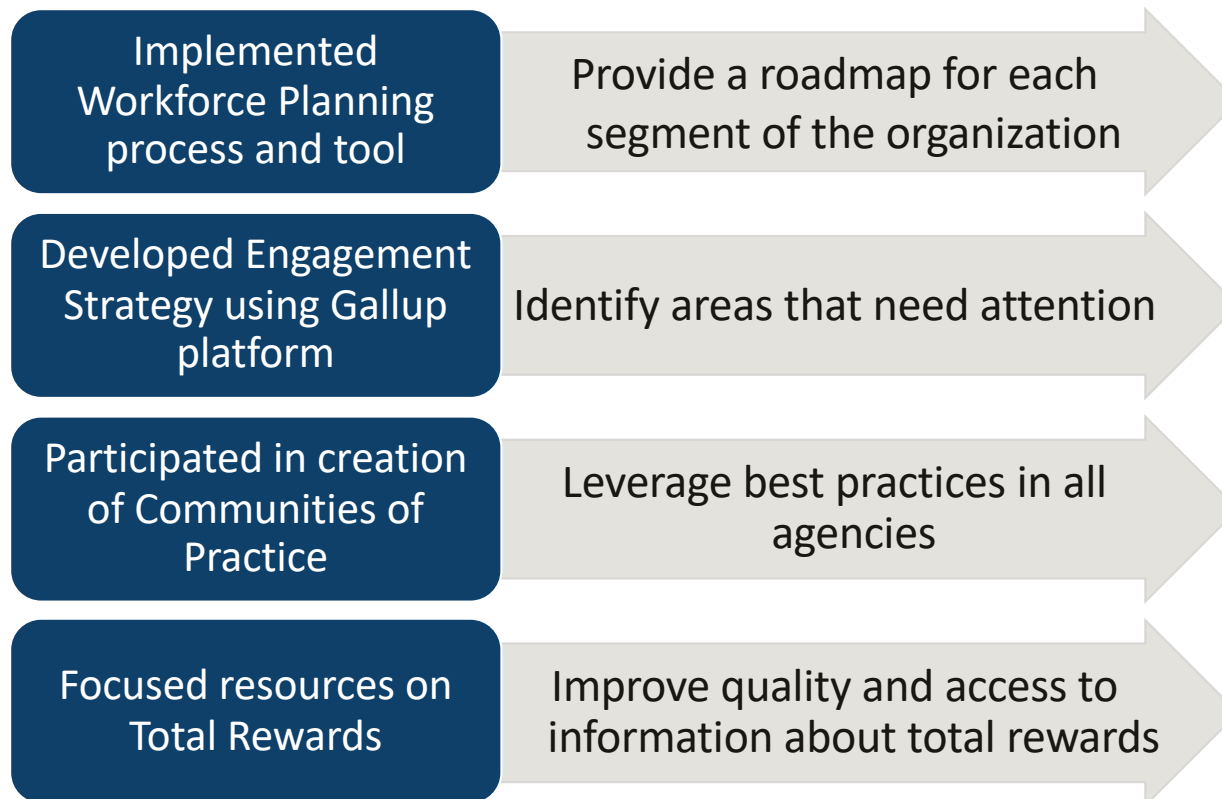 Implemented
Workforce Planning
process and tool
Provide a roadmap for each
segment of the organization
Developed Engagement
Strategy using Gallup
platform
Identify areas that need attention
Participated in creation
of Communities of
Practice
Leverage best practices in all
agencies
Focused resources on
Total Rewards
Improve quality and access to
information about total rewards